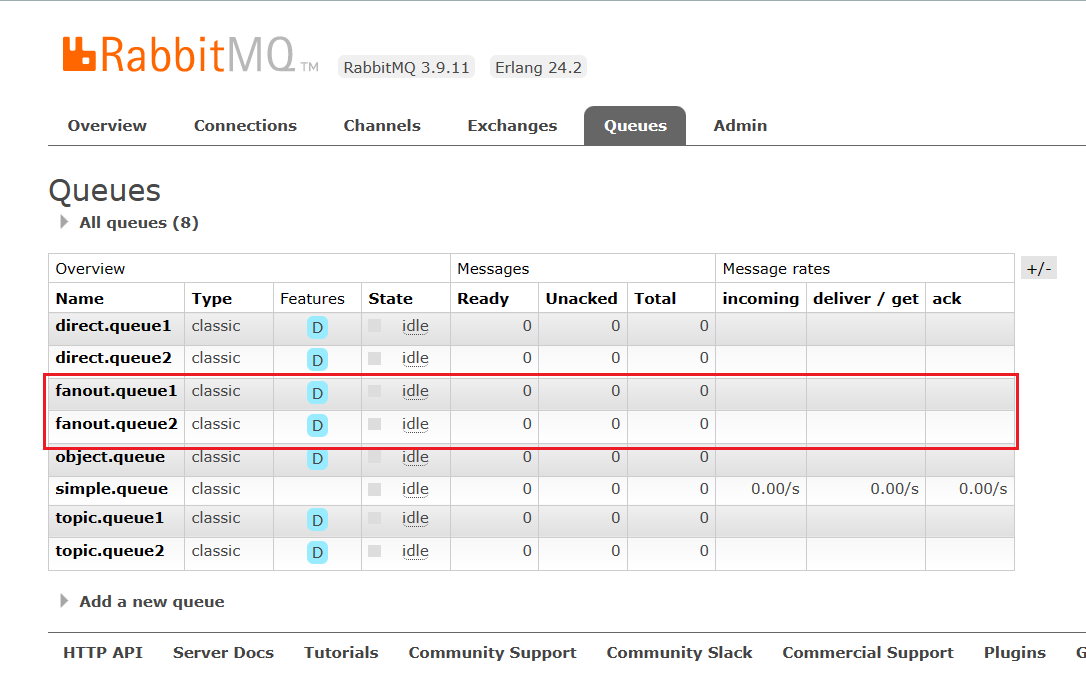 RabbitMQ TM RabbitMQ 3.9.11 Erlang 24.2
Overview Connections Channels Exchanges Queues Admin
Queues
All queues (8)
Overview Messages Message rates +/-
Name Type Features State Ready Unacked Total incoming deliver / get ack
direct.queue1 classic D idle 0 0 0
direct.queue2 classic D idle 0 0 0
fanout.queue1 classic D idle 0 0 0
fanout.queue2 classic D idle 0 0 0
object.queue classic D idle 0 0 0
simple.queue classic idle 0 0 0 0.00/s 0.00/s 0.00/s
topic.queue1 classic D idle 0 0 0
topic.queue2 classic D idle 0 0 0
Add a new queue
HTTP API Server Docs Tutorials Community Support Community Slack Commercial Support Plugins